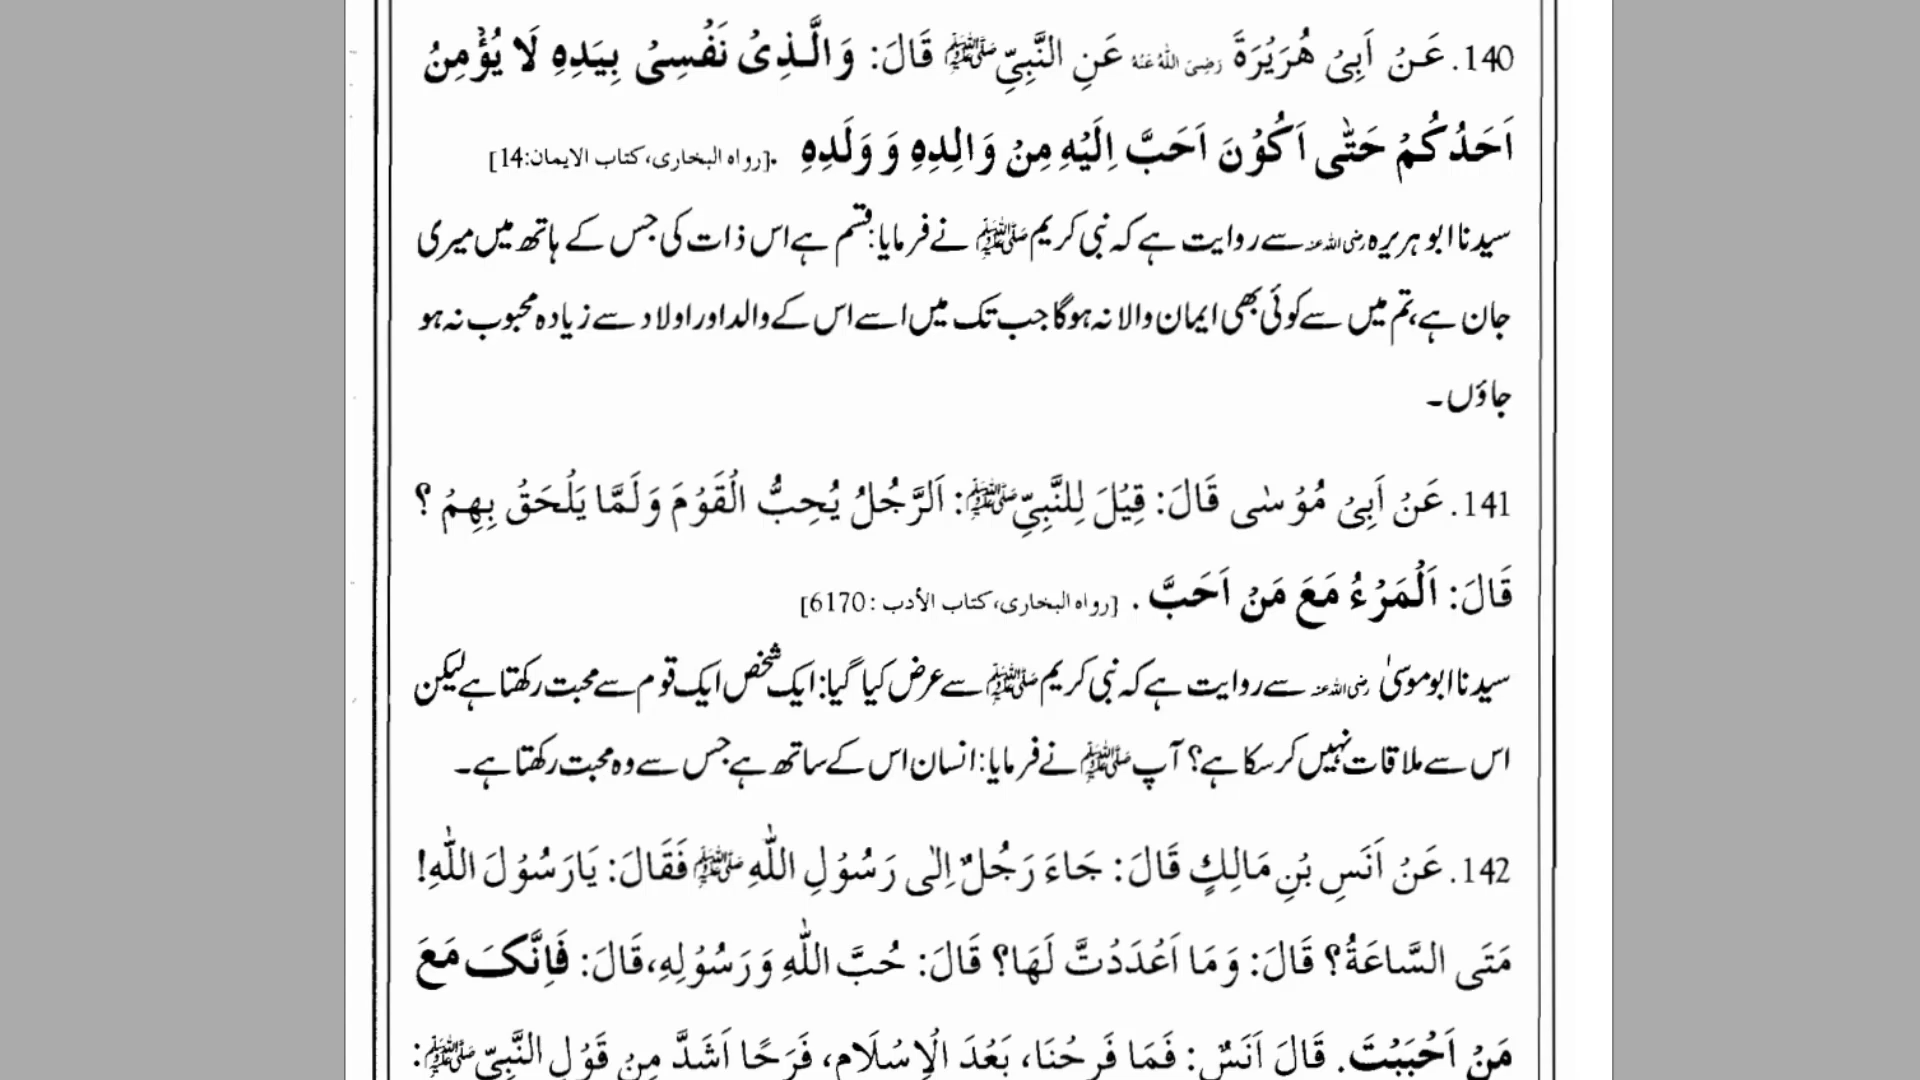 140. عَنْ اَبِیْ هُرَیْرَةَ رَضِیَ اللّٰہُ عَنْهُ عَنِ النَّبِیِّ ﷺ قَالَ: وَالَّذِیْ نَفْسِیْ بِیَدِہِ لَا یُؤْمِنُ
اَحَدُکُمْ حَتّٰی اَکُوْنَ اَحَبَّ اِلَیْهِ مِنْ وَالِدِہِ وَ وَلَدِہِ .[رواه البخاری، کتاب الایمان:14]
سیدنا ابو ہریرہ رضی اللہ عنہ سے روایت ہے کہ نبی کریم ﷺ نے فرمایا: قسم ہے اس ذات کی جس کے ہاتھ میں میری
جان ہے، تم میں سے کوئی بھی ایمان والا نہ ہوگا جب تک میں اسے اس کے والد اور اولاد سے زیادہ محبوب نہ ہو
جاؤں۔
141. عَنْ اَبِیْ مُوْسٰی قَالَ: قِیْلَ لِلنَّبِیِّ ﷺ: اَلرَّجُلُ یُحِبُّ الْقَوْمَ وَلَمَّا یَلْحَقْ بِهِمْ ؟
قَالَ: اَلْمَرْءُ مَعَ مَنْ اَحَبَّ . [رواه البخاری، کتاب الأدب :6170]
سیدنا ابو موسیٰ رضی اللہ عنہ سے روایت ہے کہ نبی کریم ﷺ سے عرض کیا گیا: ایک شخص ایک قوم سے محبت رکھتا ہے لیکن
اس سے ملاقات نہیں کر سکا ہے؟ آپ ﷺ نے فرمایا: انسان اس کے ساتھ ہے جس سے وہ محبت رکھتا ہے۔
142. عَنْ اَنَسِ بْنِ مَالِکٍ قَالَ: جَاءَ رَجُلٌ اِلٰی رَسُوْلِ اللّٰهِ ﷺ فَقَالَ: یَارَسُوْلَ اللّٰهِ!
مَتَی السَّاعَةُ؟ قَالَ: وَمَا اَعْدَدْتَّ لَهَا؟ قَالَ: حُبَّ اللّٰهِ وَرَسُوْلِهِ، قَالَ: فَاِنَّکَ مَعَ
مَنْ اَحْبَبْتَ. قَالَ اَنَسٌ: فَمَا فَرِحْنَا، بَعْدَ الْاِسْلَامِ، فَرَحًا اَشَدَّ مِنْ قَوْلِ النَّبِیِّ ﷺ: